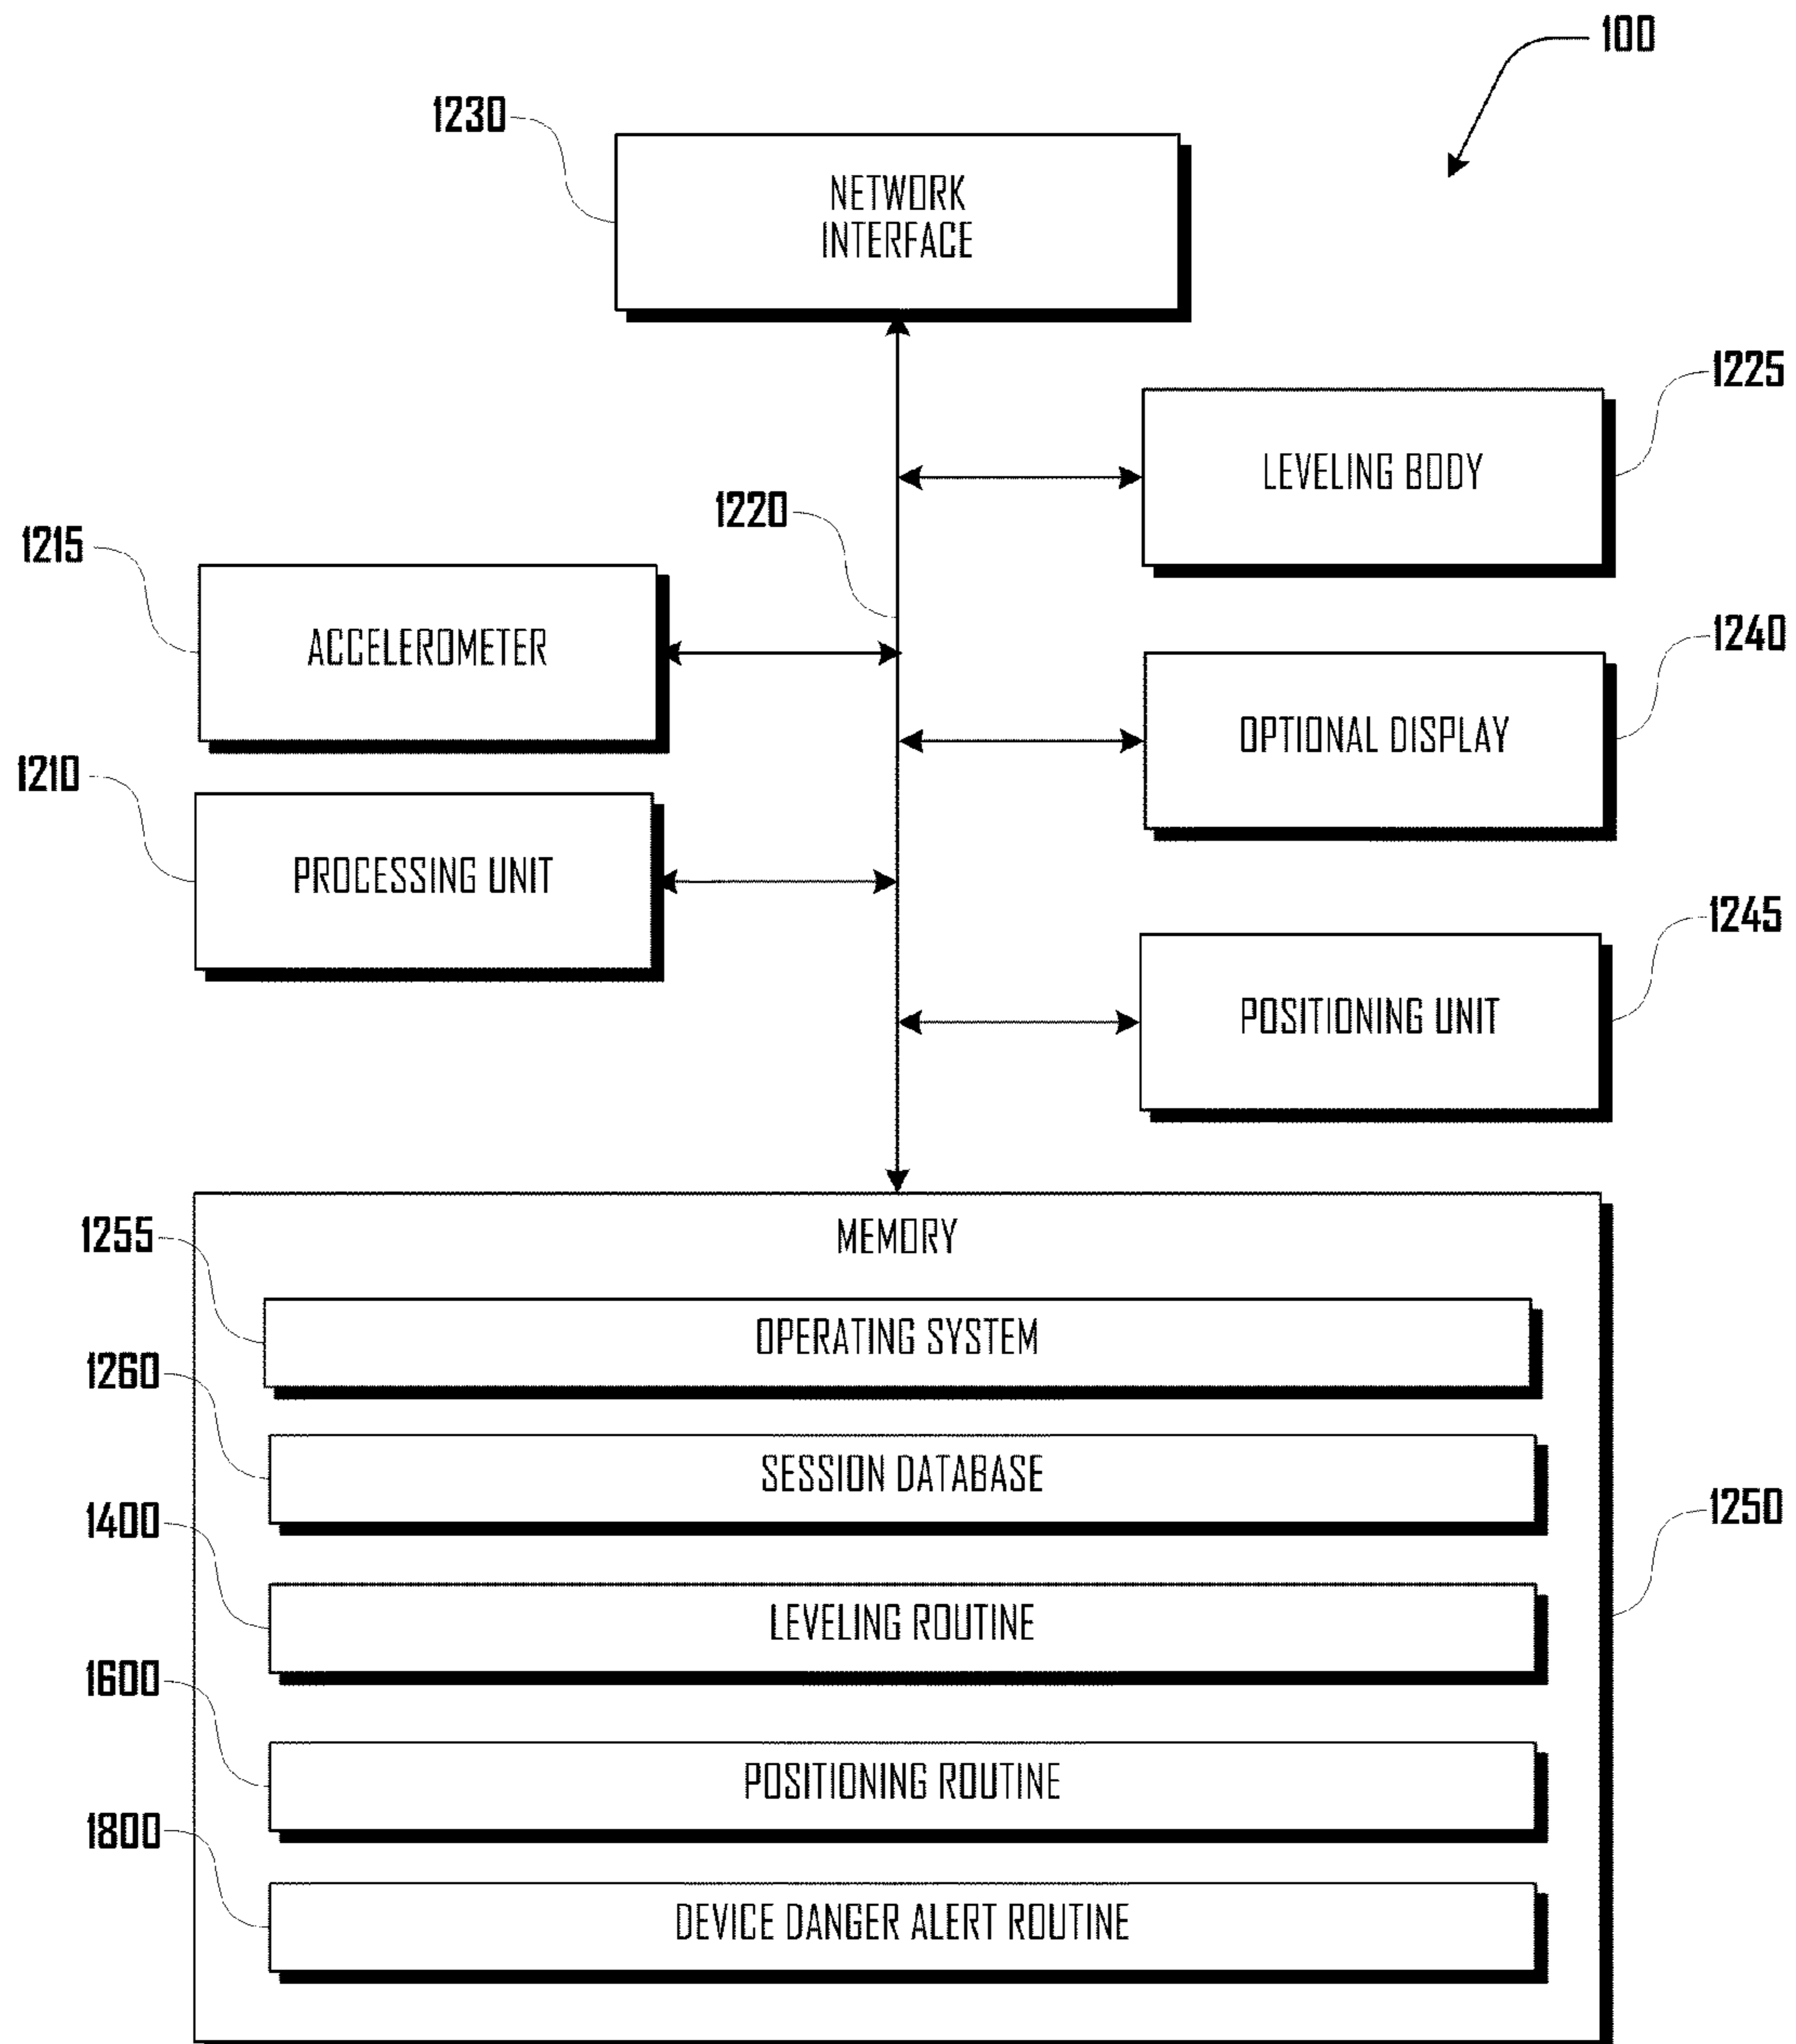 100
1230
NETWORK
INTERFACE
1225
LEVELING BODY
1220
1215
ACCELEROMETER
1240
OPTIONAL DISPLAY
1210
PROCESSING UNIT
1245
POSITIONING UNIT
MEMORY
1255
OPERATING SYSTEM
1260
SESSION DATABASE
1400
1250
LEVELING ROUTINE
1600
POSITIONING ROUTINE
1800
DEVICE DANGER ALERT ROUTINE